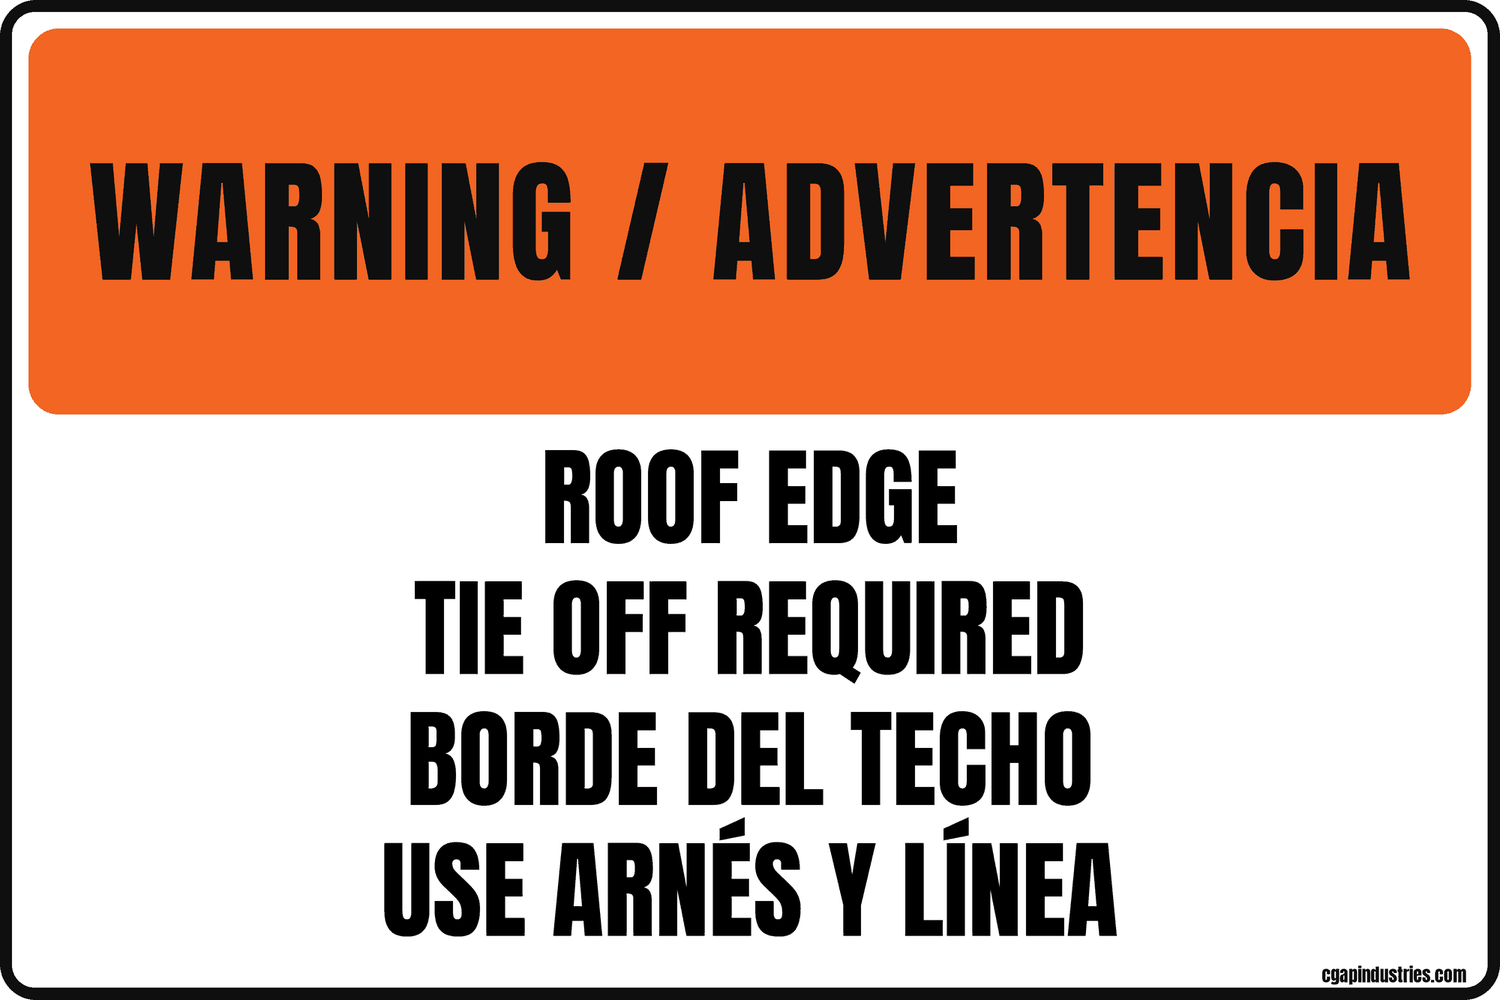 WARNING / ADVERTENCIA
ROOF EDGE
TIE OFF REQUIRED
BORDE DEL TECHO
USE ARNÉS Y LÍNEA
cgapindustries.com